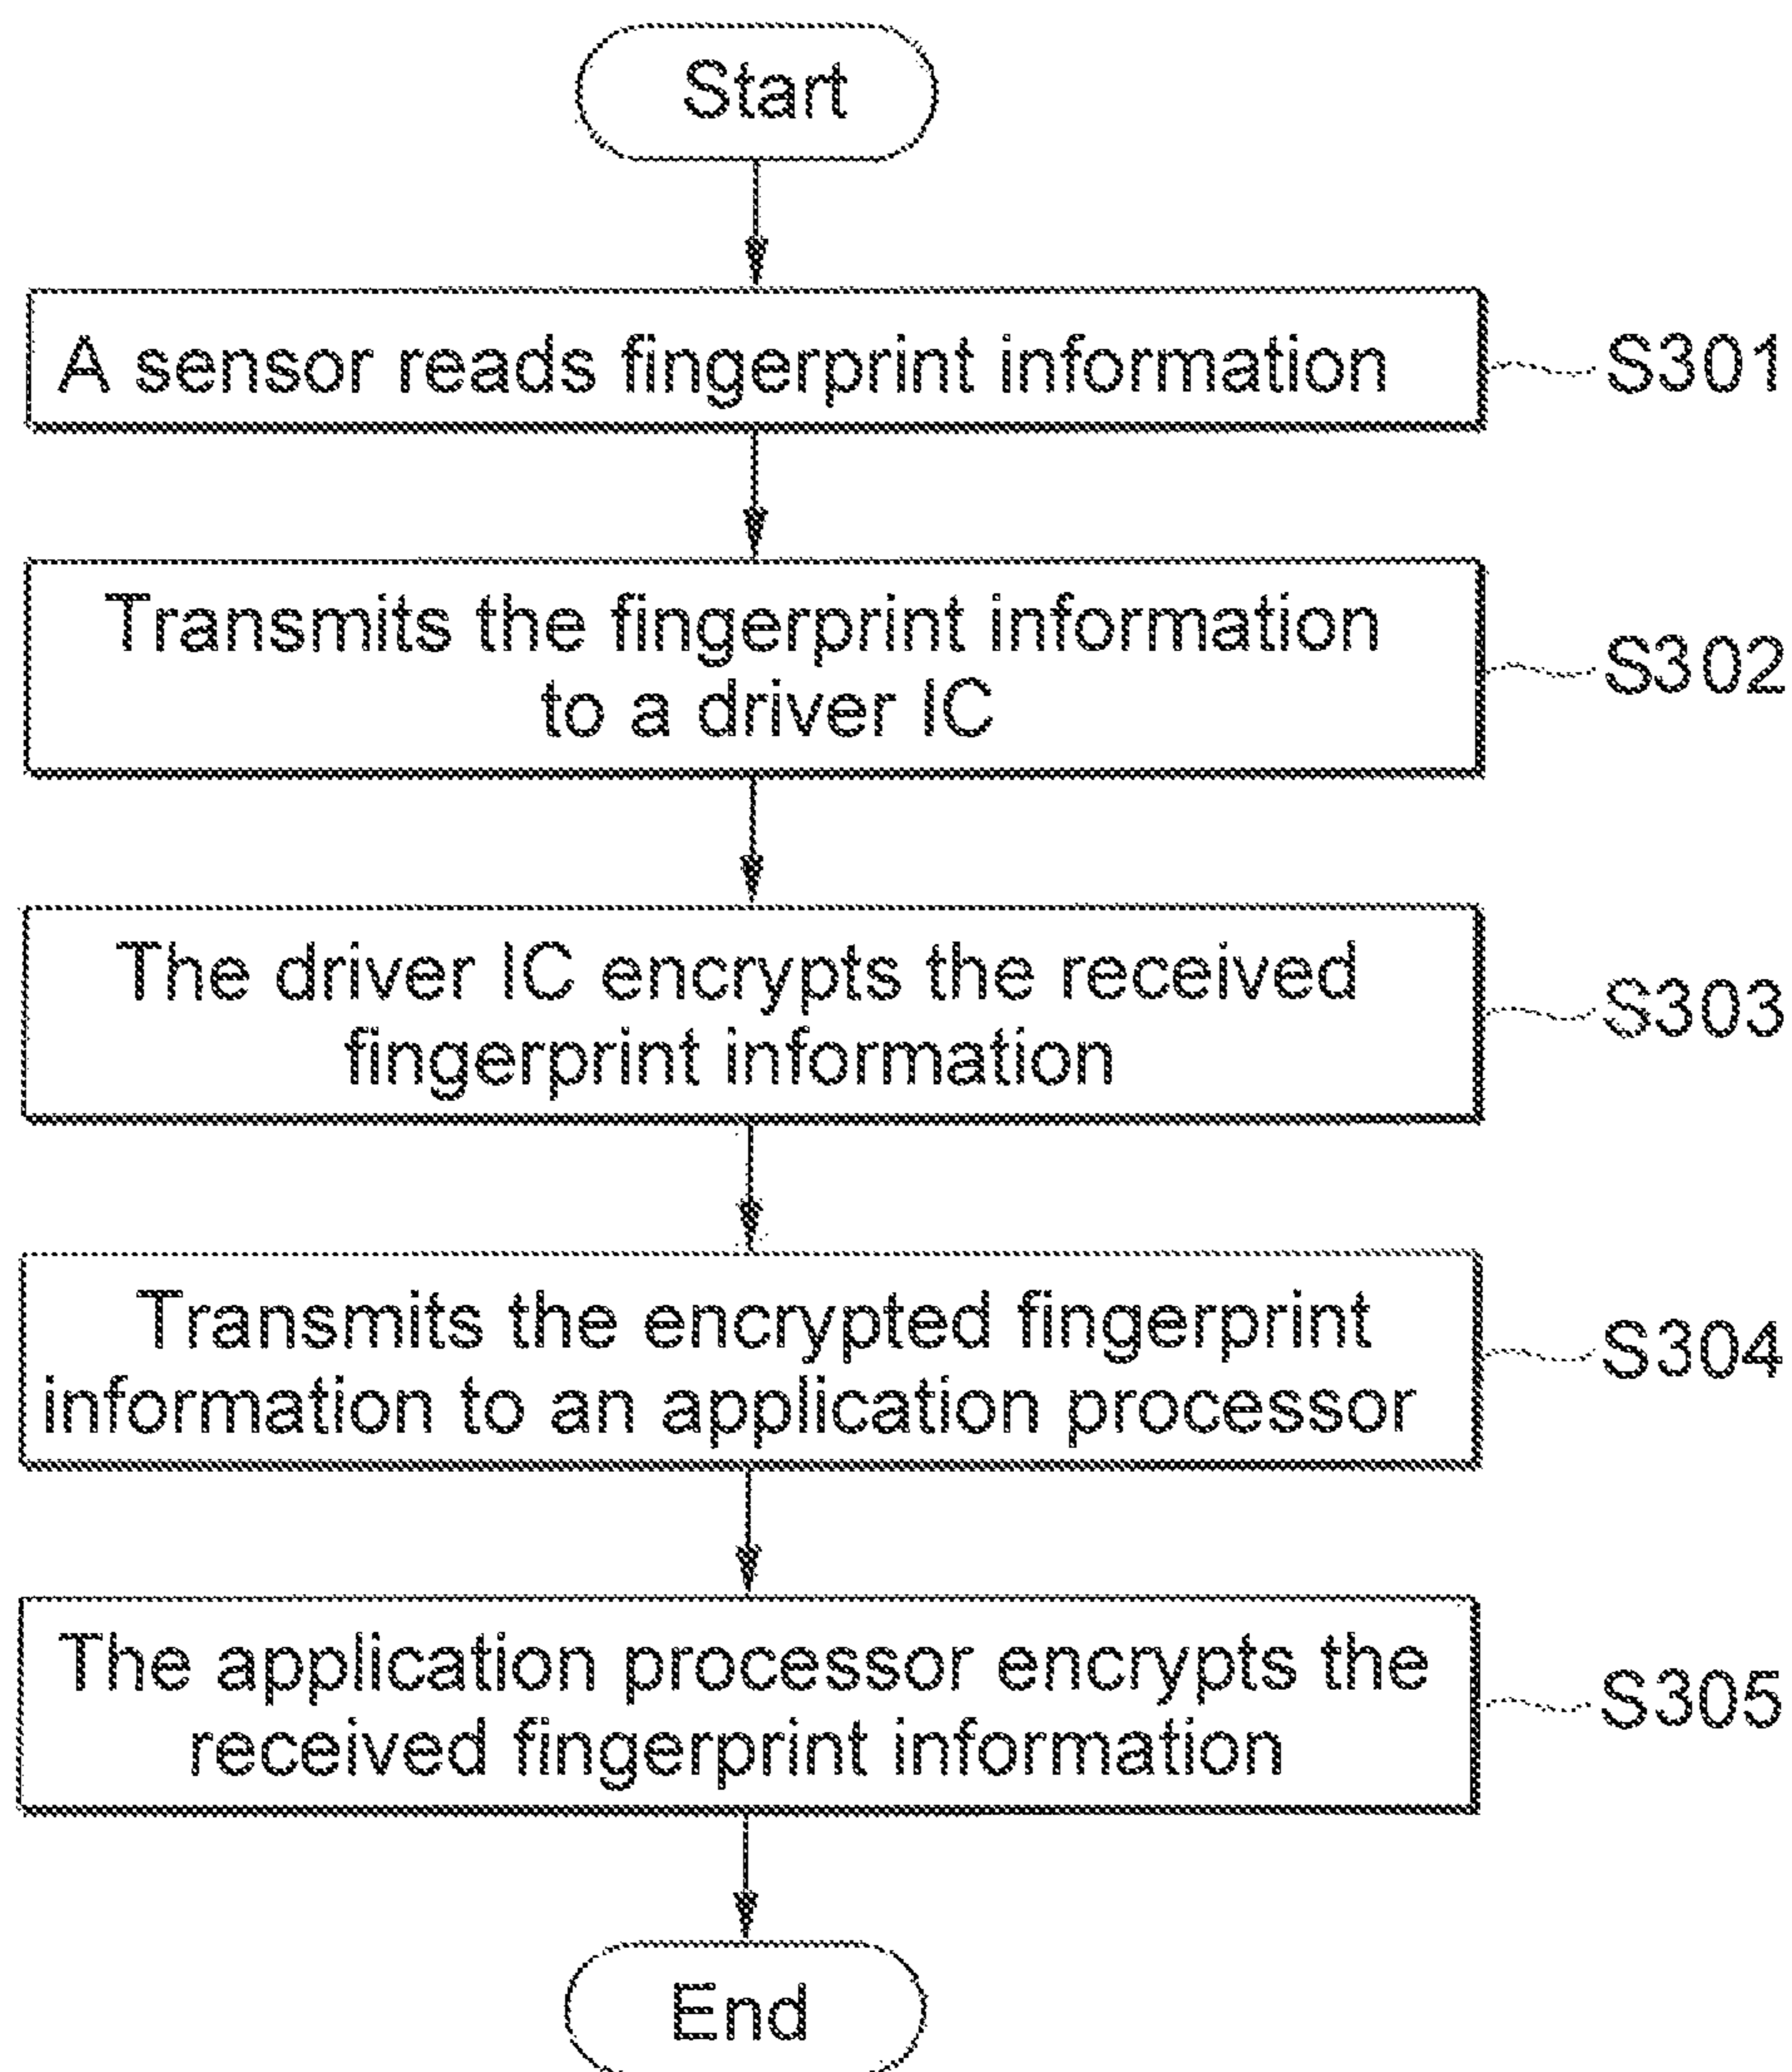 Start
A sensor reads fingerprint information
S301
Transmits the fingerprint information
to a driver IC
S302
The driver IC encrypts the received
fingerprint information
S303
Transmits the encrypted fingerprint
information to an application processor
S304
The application processor encrypts the
received fingerprint information
S305
End